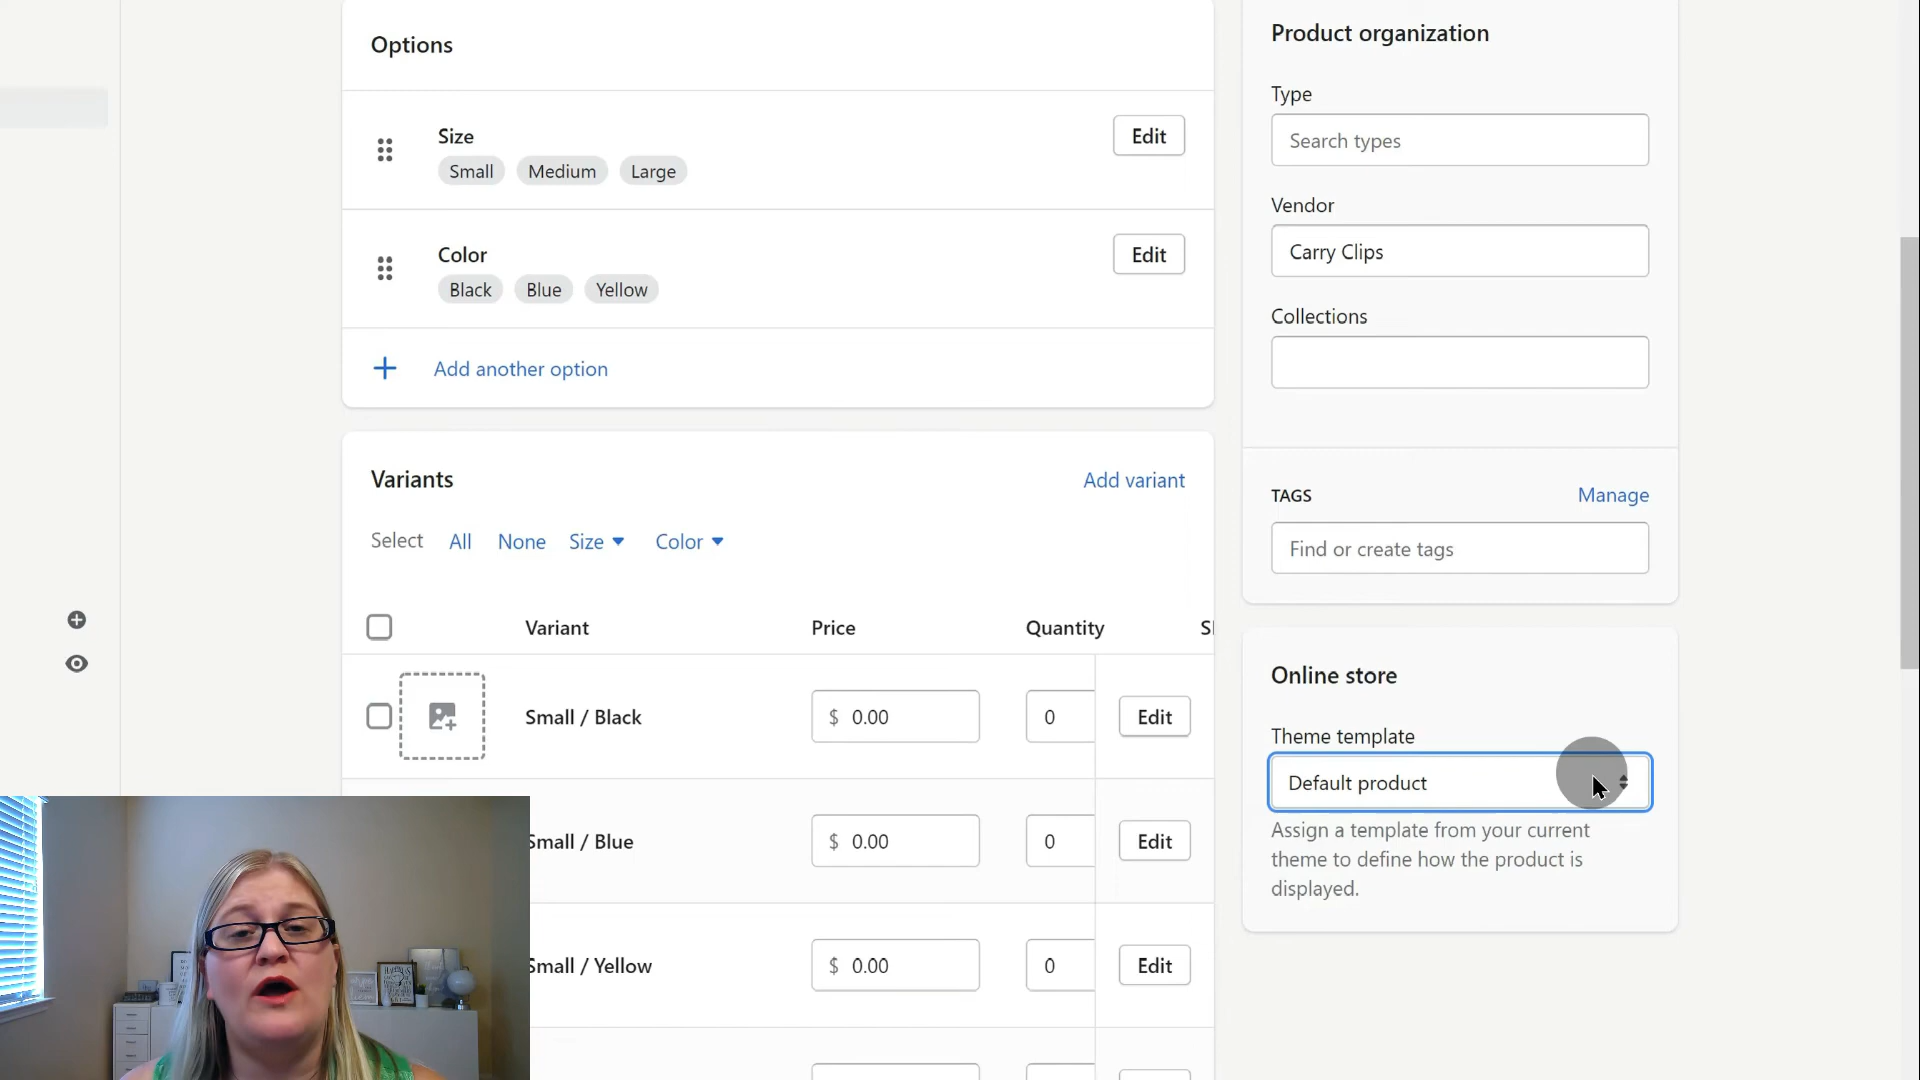 Options
Size
Edit
Small Medium Large
Color
Edit
Black Blue Yellow
Add another option
Variants
Add variant
Select All None Size Color
Variant Price Quantity
Small / Black $ 0.00 0 Edit
Small / Blue $ 0.00 0 Edit
Small / Yellow $ 0.00 0 Edit
Product organization
Type
Search types
Vendor
Carry Clips
Collections
TAGS
Manage
Find or create tags
Online store
Theme template
Default product
Assign a template from your current
theme to define how the product is
displayed.